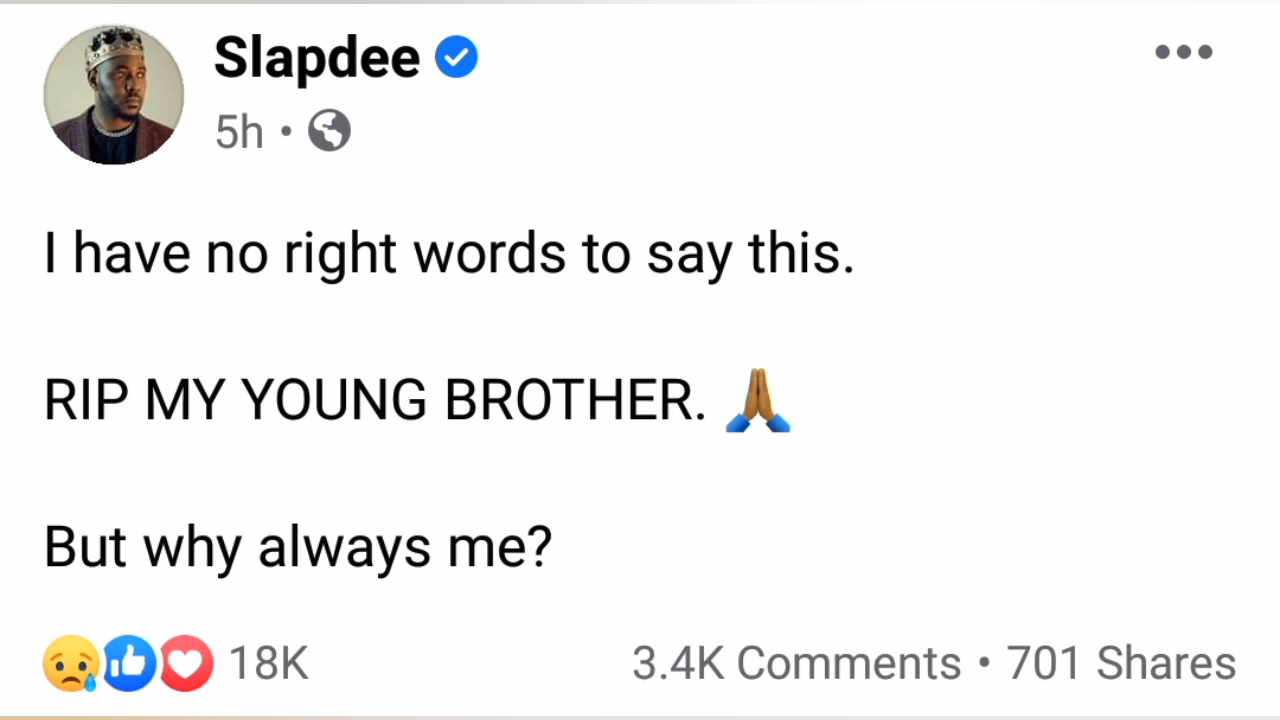 Slapdee
5h •
I have no right words to say this.
RIP MY YOUNG BROTHER. 🙏🏾
But why always me?
18K 3.4K Comments • 701 Shares